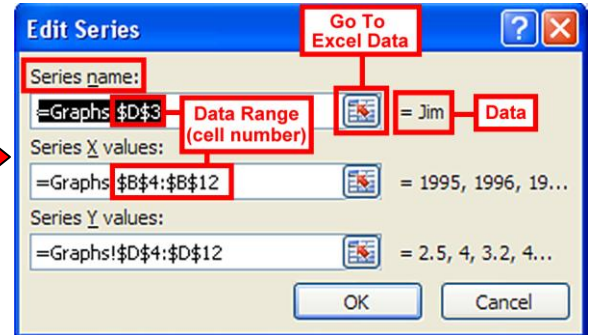 Edit Series
Go To
Excel Data
Series name:
=Graphs $D$3
Data Range
(cell number)
= Jim
Data
Series X values:
=Graphs $B$4:$B$12
= 1995, 1996, 19...
Series Y values:
=Graphs!$D$4:$D$12
= 2.5, 4, 3.2, 4...
OK
Cancel